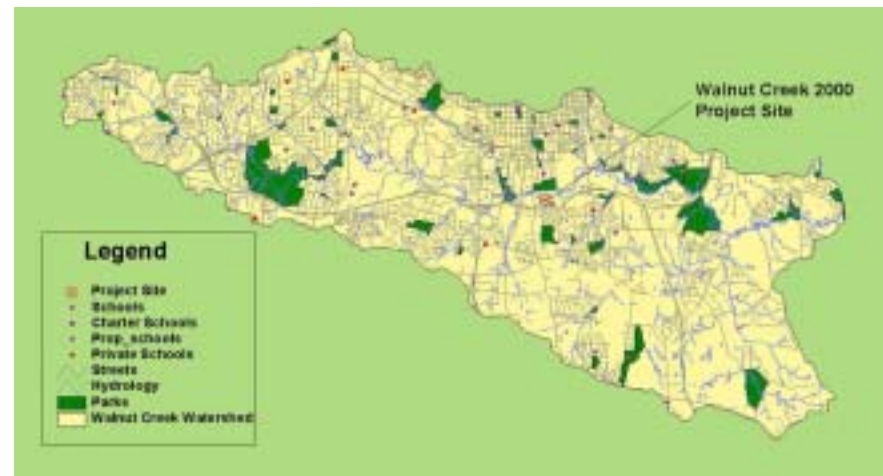 Walnut Creek 2000
Project Site
Legend
Project Site
Schools
Charter Schools
Prop_schools
Private Schools
Streets
Hydrology
Parks
Walnut Creek Watershed